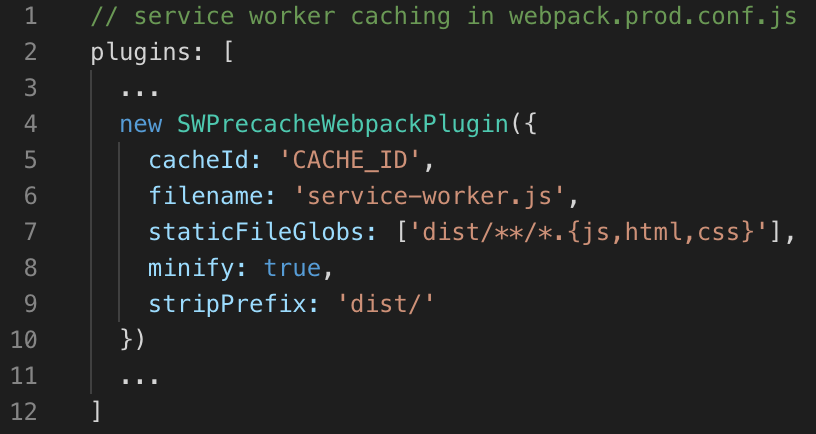 1 // service worker caching in webpack.prod.conf.js
2 plugins: [
3   ...
4   new SWPrecacheWebpackPlugin({
5     cacheId: 'CACHE_ID',
6     filename: 'service-worker.js',
7     staticFileGlobs: ['dist/**/*.{js,html,css}'],
8     minify: true,
9     stripPrefix: 'dist/'
10   })
11   ...
12 ]